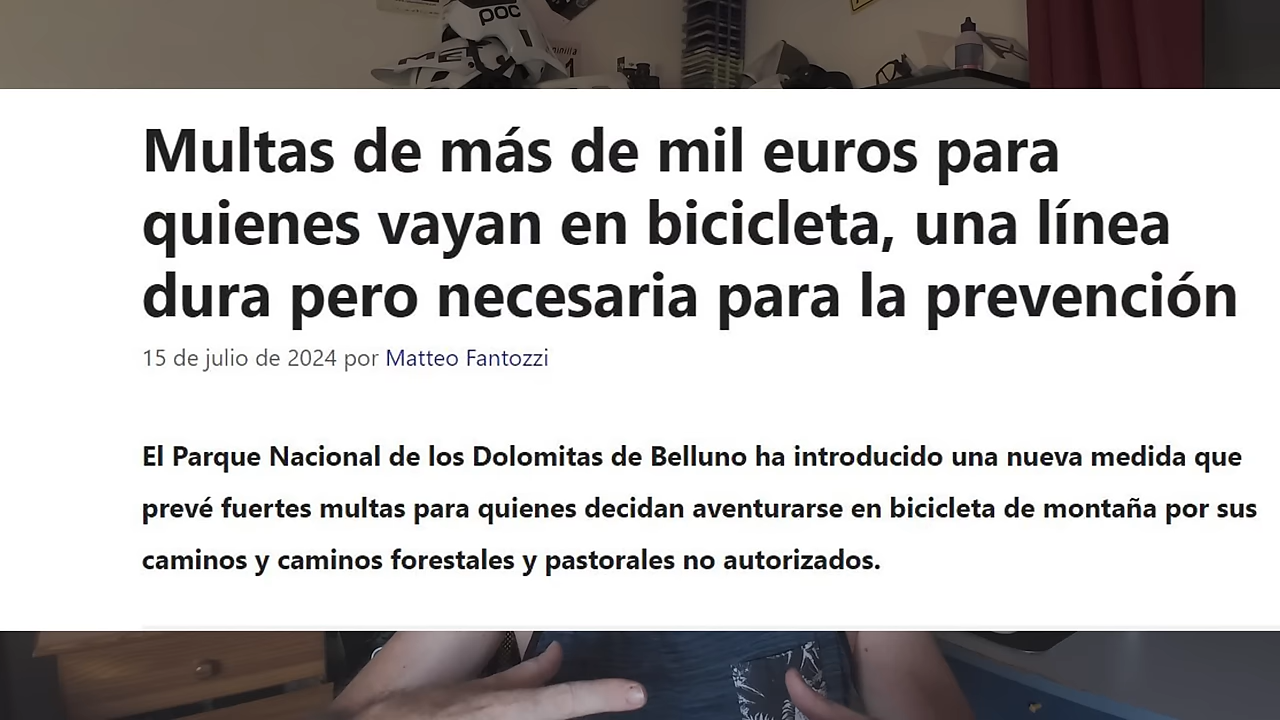 poc
Multas de más de mil euros para
quienes vayan en bicicleta, una línea
dura pero necesaria para la prevención
15 de julio de 2024 por Matteo Fantozzi
El Parque Nacional de los Dolomitas de Belluno ha introducido una nueva medida que
prevé fuertes multas para quienes decidan aventurarse en bicicleta de montaña por sus
caminos y caminos forestales y pastorales no autorizados.